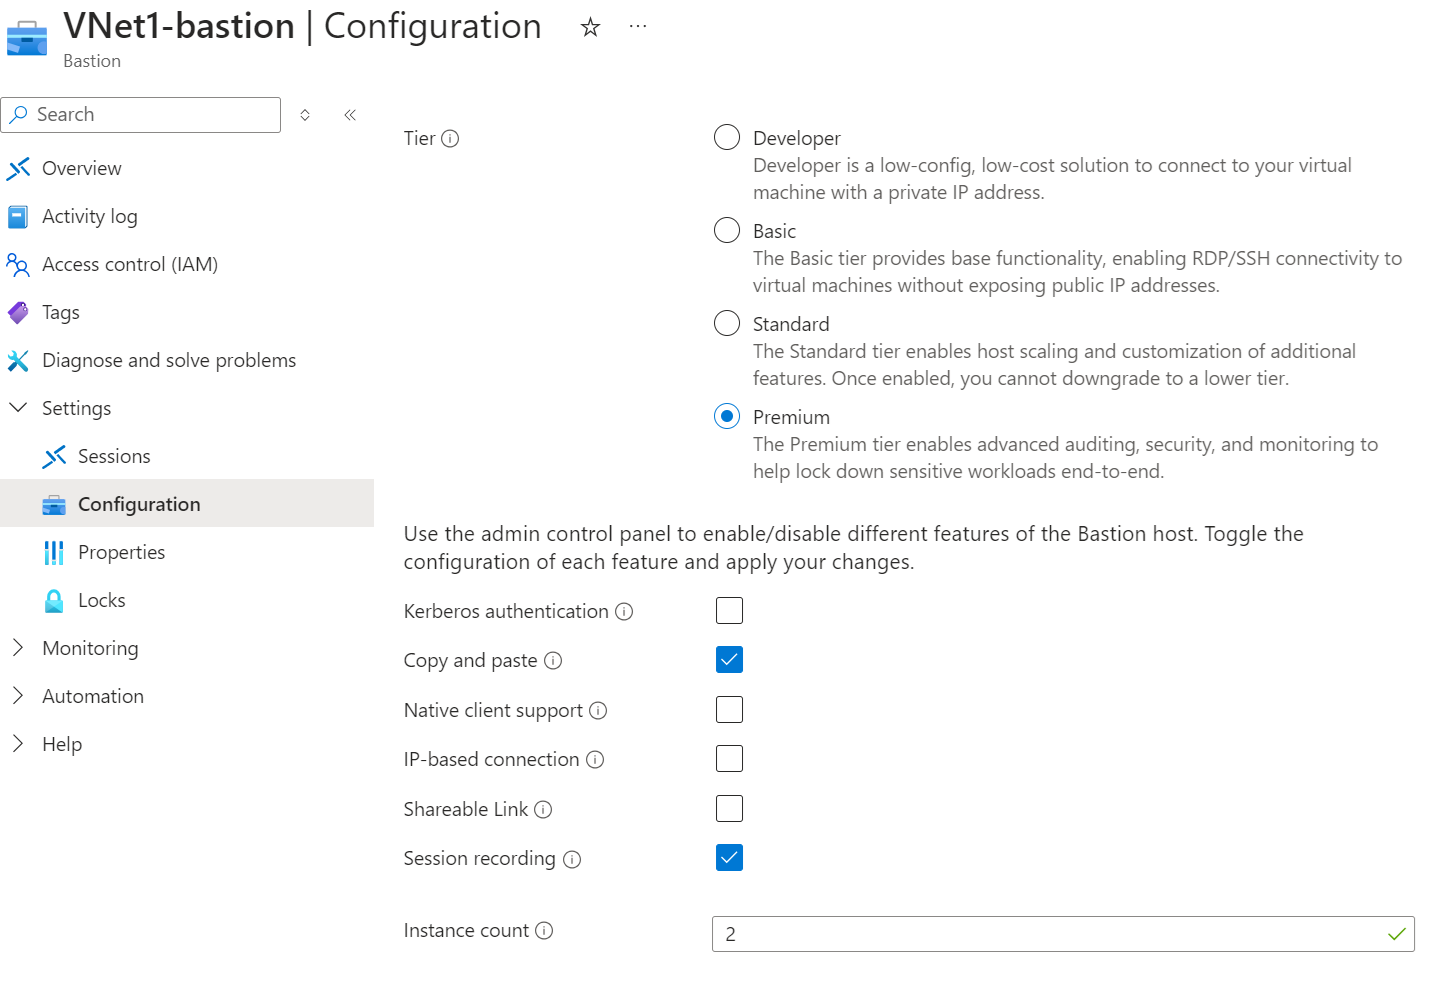 VNet1-bastion | Configuration
Bastion
Search
Overview
Activity log
Access control (IAM)
Tags
Diagnose and solve problems
Settings
Sessions
Configuration
Properties
Locks
Monitoring
Automation
Help
Tier
Developer
Developer is a low-config, low-cost solution to connect to your virtual
machine with a private IP address.
Basic
The Basic tier provides base functionality, enabling RDP/SSH connectivity to
virtual machines without exposing public IP addresses.
Standard
The Standard tier enables host scaling and customization of additional
features. Once enabled, you cannot downgrade to a lower tier.
Premium
The Premium tier enables advanced auditing, security, and monitoring to
help lock down sensitive workloads end-to-end.
Use the admin control panel to enable/disable different features of the Bastion host. Toggle the
configuration of each feature and apply your changes.
Kerberos authentication
Copy and paste
Native client support
IP-based connection
Shareable Link
Session recording
Instance count
2